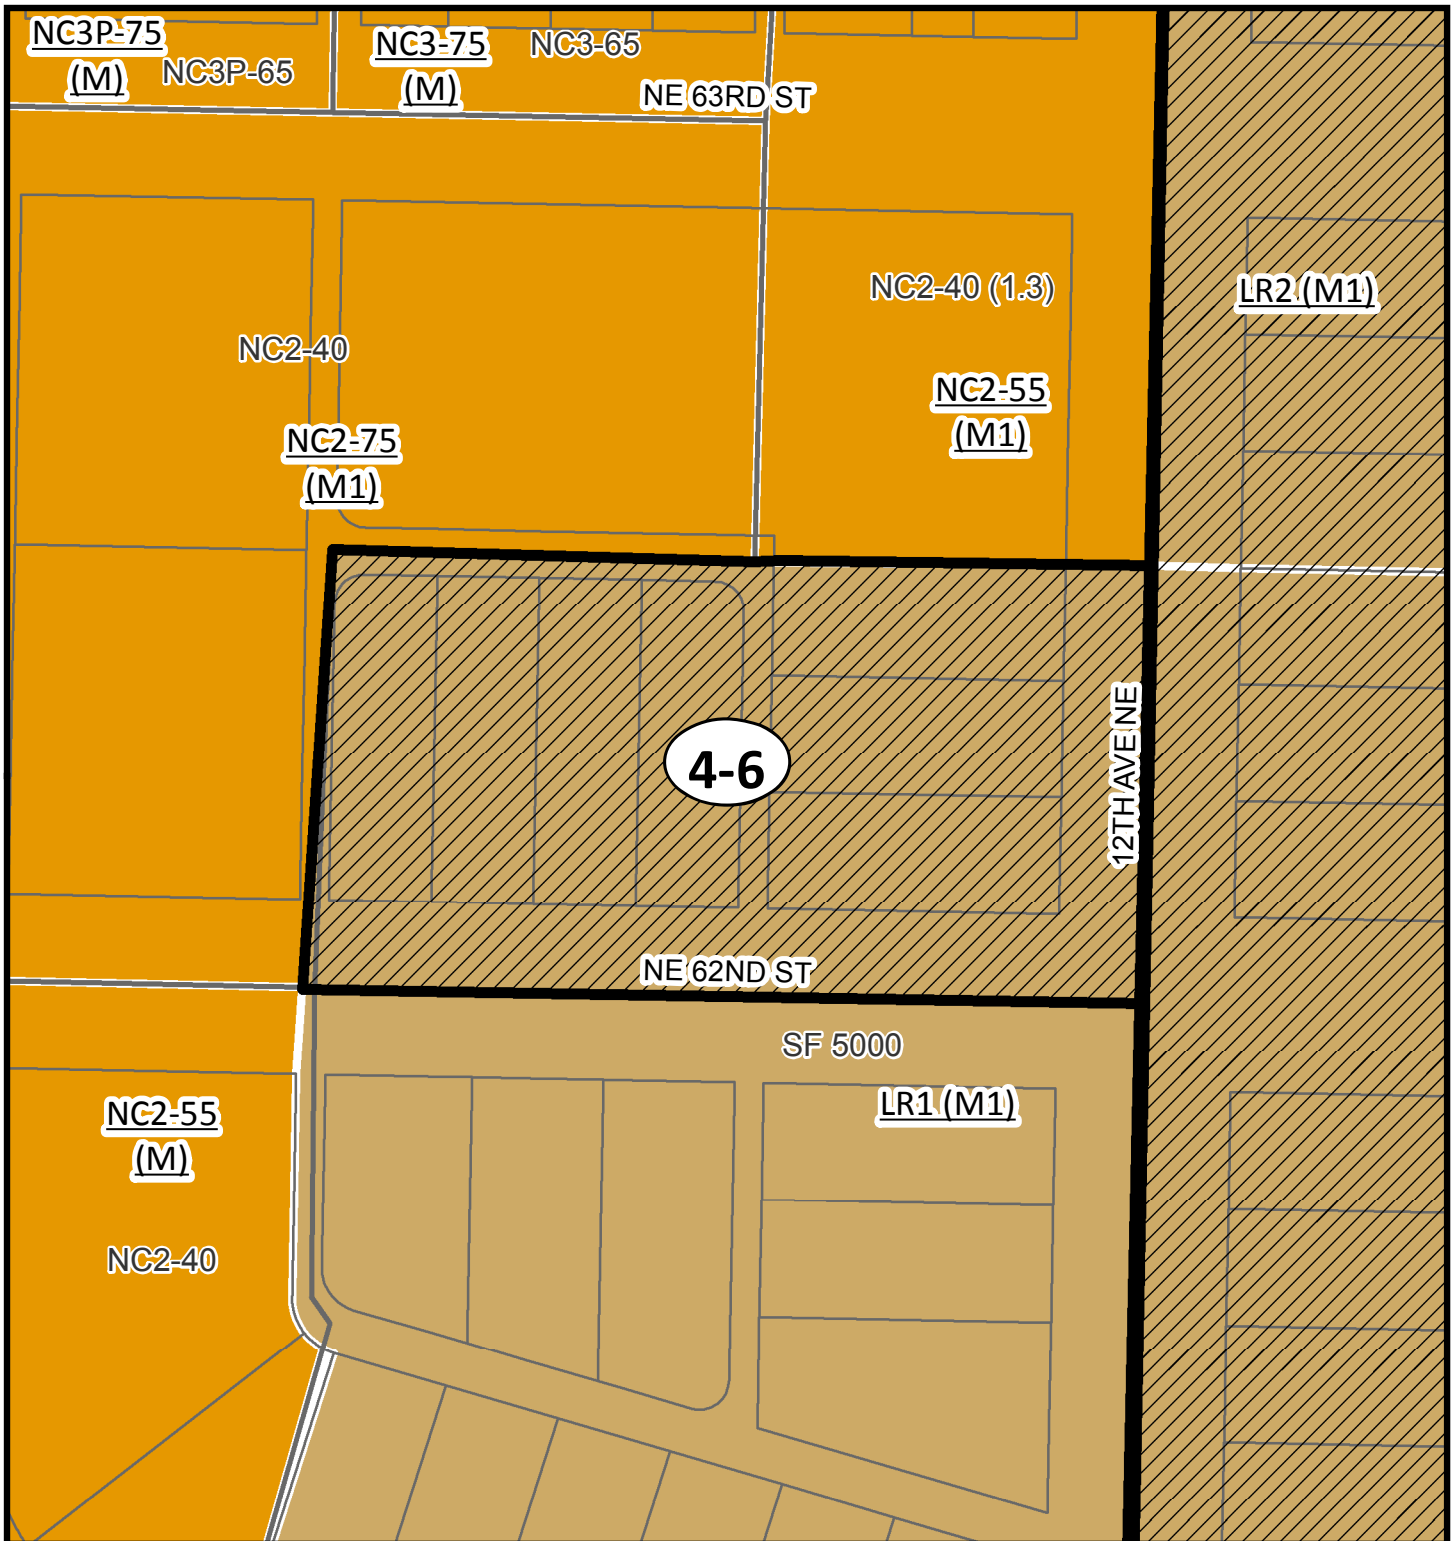 NC3P-75
(M)
NC3P-65
NC3-75
(M)
NC3-65
NE 63RD ST
NC2-40 (1.3)
LR2 (M1)
NC2-40
NC2-55
(M1)
NC2-75
(M1)
4-6
12TH AVE NE
NE 62ND ST
SF 5000
LR1 (M1)
NC2-55
(M)
NC2-40